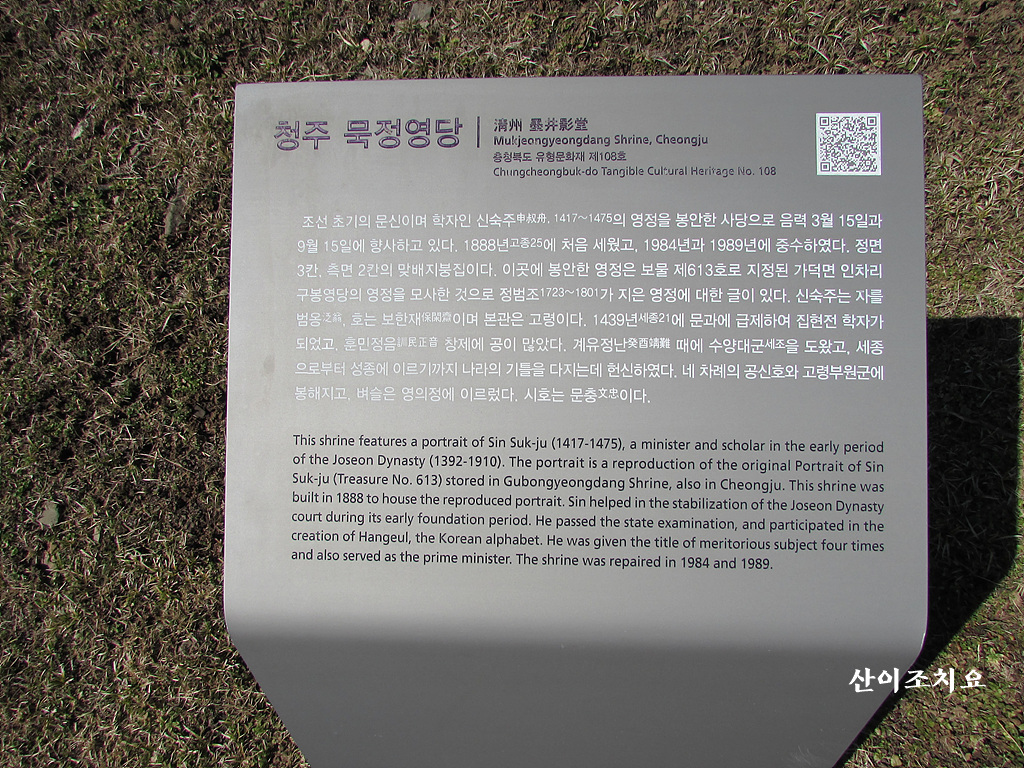 청주 묵정영당
清州 墨井影堂
Mukjeongyeongdang Shrine, Cheongju
충청북도 유형문화재 제108호
Chungcheongbuk-do Tangible Cultural Heritage No. 108
조선 초기의 문신이며 학자인 신숙주申叔舟, 1417~1475의 영정을 봉안한 사당으로 음력 3월 15일과
9월 15일에 향사하고 있다. 1888년고종25에 처음 세웠고, 1984년과 1989년에 중수하였다. 정면
3칸, 측면 2칸의 맞배지붕집이다. 이곳에 봉안한 영정은 보물 제613호로 지정된 가덕면 인차리
구봉영당의 영정을 모사한 것으로 정범조1723~1801가 지은 영정에 대한 글이 있다. 신숙주는 자를
범옹泛翁, 호는 보한재保閑齋이며 본관은 고령이다. 1439년세종21에 문과에 급제하여 집현전 학자가
되었고, 훈민정음訓民正音 창제에 공이 많았다. 계유정난癸酉靖難 때에 수양대군세조을 도왔고, 세종
으로부터 성종에 이르기까지 나라의 기틀을 다지는데 헌신하였다. 네 차례의 공신호와 고령부원군에
봉해지고, 벼슬은 영의정에 이르렀다. 시호는 문충文忠이다.
This shrine features a portrait of Sin Suk-ju (1417-1475), a minister and scholar in the early period
of the Joseon Dynasty (1392-1910). The portrait is a reproduction of the original Portrait of Sin
Suk-ju (Treasure No. 613) stored in Gubongyeongdang Shrine, also in Cheongju. This shrine was
built in 1888 to house the reproduced portrait. Sin helped in the stabilization of the Joseon Dynasty
court during its early foundation period. He passed the state examination, and participated in the
creation of Hangeul, the Korean alphabet. He was given the title of meritorious subject four times
and also served as the prime minister. The shrine was repaired in 1984 and 1989.
산이조치요